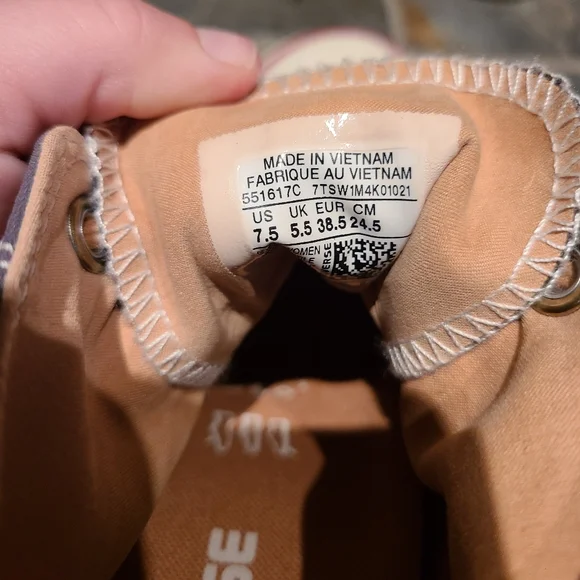 MADE IN VIETNAM
FABRIQUE AU VIETNAM
551617C 7TSW1M4K01021
US UK EUR CM
7.5 5.5 38.5 24.5